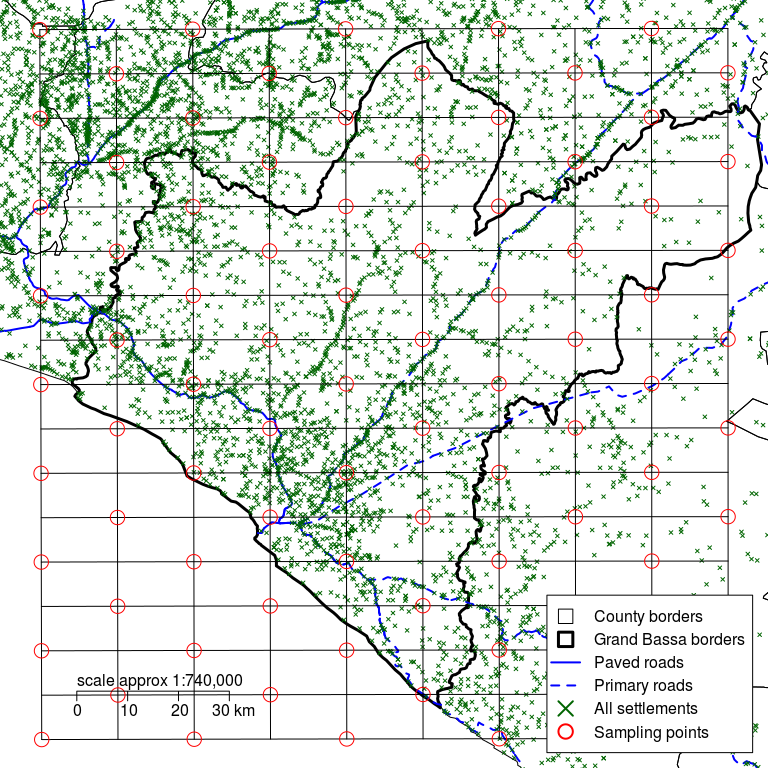 County borders
Grand Bassa borders
Paved roads
Primary roads
All settlements
Sampling points
scale approx 1:740,000
0 10 20 30 km